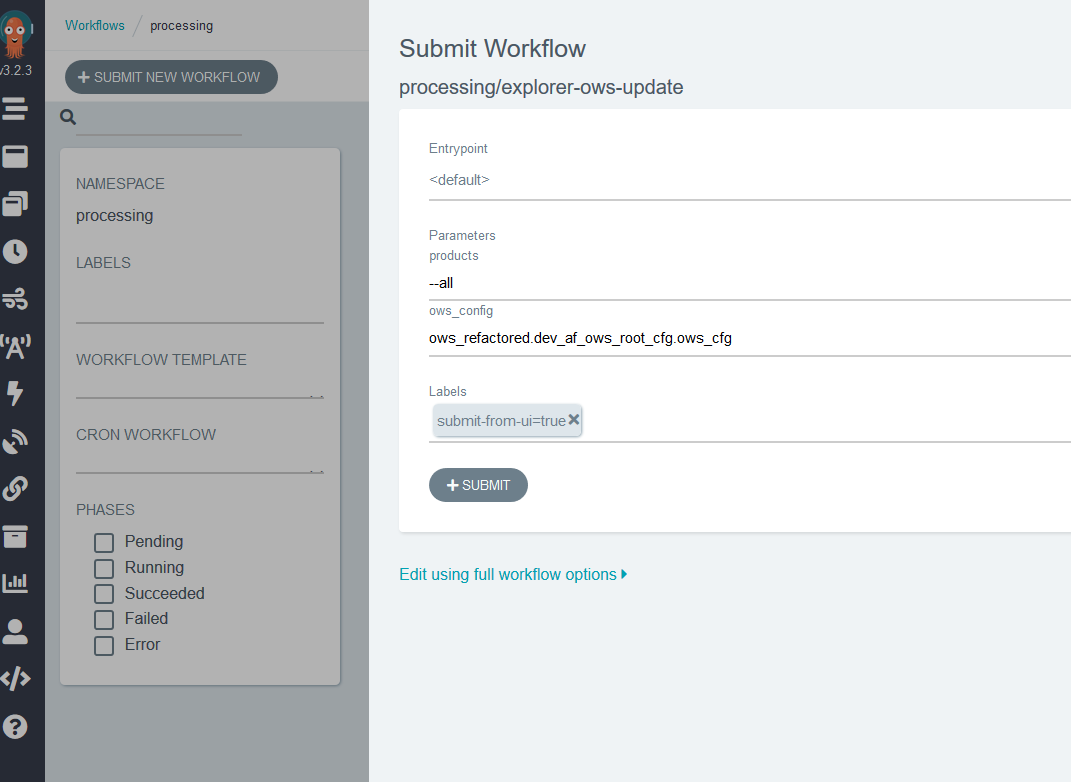 v3.2.3
Workflows / processing
SUBMIT NEW WORKFLOW
NAMESPACE
processing
LABELS
WORKFLOW TEMPLATE
CRON WORKFLOW
PHASES
Pending
Running
Succeeded
Failed
Error
Submit Workflow
processing/explorer-ows-update
Entrypoint
<default>
Parameters
products
--all
ows_config
ows_refactored.dev_af_ows_root_cfg.ows_cfg
Labels
submit-from-ui=true
SUBMIT
Edit using full workflow options